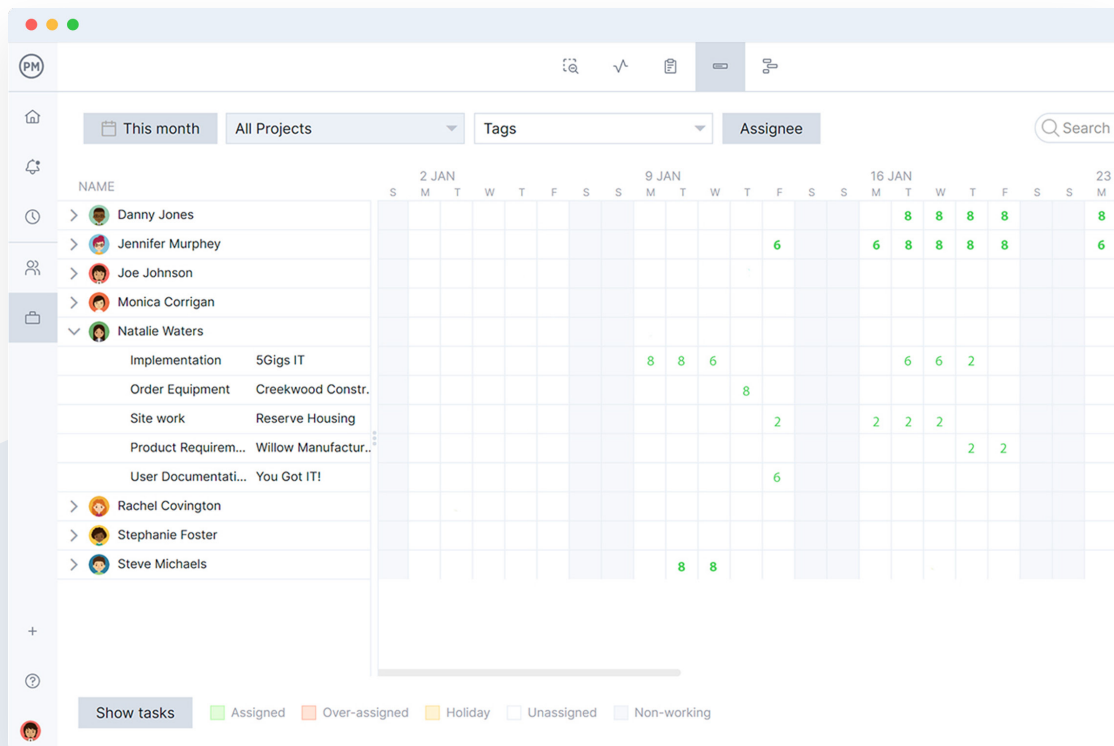 PM
This month All Projects Tags Assignee Search
2 JAN 9 JAN 16 JAN 23
NAME S M T W T F S S M T W T F S S M T W T F S S M
Danny Jones 8 8 8 8 8
Jennifer Murphey 6 6 8 8 8 8 6
Joe Johnson
Monica Corrigan
Natalie Waters
Implementation 5Gigs IT 8 8 6 6 6 2
Order Equipment Creekwood Constr. 8
Site work Reserve Housing 2 2 2 2
Product Requirem... Willow Manufactur.. 2 2
User Documentati... You Got IT! 6
Rachel Covington
Stephanie Foster
Steve Michaels 8 8
Show tasks Assigned Over-assigned Holiday Unassigned Non-working